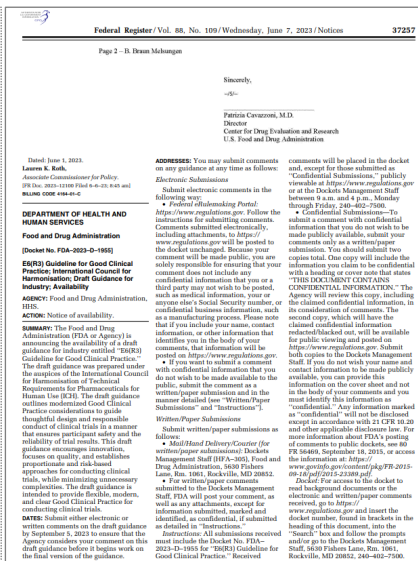 Federal Register / Vol. 88, No. 109 / Wednesday, June 7, 2023 / Notices
37257
Page 2 – B. Braun Melsungen
Sincerely,
–/S/–
Patrizia Cavazzoni, M.D.
Director
Center for Drug Evaluation and Research
U.S. Food and Drug Administration
Dated: June 1, 2023.
Lauren K. Roth,
Associate Commissioner for Policy.
[FR Doc. 2023–12100 Filed 6–6–23; 8:45 am]
BILLING CODE 4164–01–C
DEPARTMENT OF HEALTH AND
HUMAN SERVICES
Food and Drug Administration
[Docket No. FDA–2023–D–1955]
E6(R3) Guideline for Good Clinical
Practice; International Council for
Harmonisation; Draft Guidance for
Industry; Availability
AGENCY: Food and Drug Administration,
HHS.
ACTION: Notice of availability.
SUMMARY: The Food and Drug
Administration (FDA or Agency) is
announcing the availability of a draft
guidance for industry entitled "E6(R3)
Guideline for Good Clinical Practice."
The draft guidance was prepared under
the auspices of the International Council
for Harmonisation of Technical
Requirements for Pharmaceuticals for
Human Use (ICH). The draft guidance
outlines modernized Good Clinical
Practice considerations to guide
thoughtful design and responsible
conduct of clinical trials in a manner
that ensures participant safety and the
reliability of trial results. This draft
guidance encourages innovation,
focuses on quality, and establishes
proportionate and risk-based
approaches for conducting clinical
trials, while minimizing unnecessary
complexities. The draft guidance is
intended to provide flexible, modern,
and clear Good Clinical Practice for
conducting clinical trials.
DATES: Submit either electronic or
written comments on the draft guidance
by September 5, 2023 to ensure that the
Agency considers your comment on this
draft guidance before it begins work on
the final version of the guidance.
ADDRESSES: You may submit comments
on any guidance at any time as follows:
Electronic Submissions
Submit electronic comments in the
following way:
• Federal eRulemaking Portal:
https://www.regulations.gov. Follow the
instructions for submitting comments.
Comments submitted electronically,
including attachments, to https://
www.regulations.gov will be posted to
the docket unchanged. Because your
comment will be made public, you are
solely responsible for ensuring that your
comment does not include any
confidential information that you or a
third party may not wish to be posted,
such as medical information, your or
anyone else's Social Security number, or
confidential business information, such
as a manufacturing process. Please note
that if you include your name, contact
information, or other information that
identifies you in the body of your
comments, that information will be
posted on https://www.regulations.gov.
• If you want to submit a comment
with confidential information that you
do not wish to be made available to the
public, submit the comment as a
written/paper submission and in the
manner detailed (see "Written/Paper
Submissions" and "Instructions").
Written/Paper Submissions
Submit written/paper submissions as
follows:
• Mail/Hand Delivery/Courier (for
written/paper submissions): Dockets
Management Staff (HFA–305), Food and
Drug Administration, 5630 Fishers
Lane, Rm. 1061, Rockville, MD 20852.
• For written/paper comments
submitted to the Dockets Management
Staff, FDA will post your comment, as
well as any attachments, except for
information submitted, marked and
identified, as confidential, if submitted
as detailed in "Instructions."
Instructions: All submissions received
must include the Docket No. FDA–
2023–D–1955 for "E6(R3) Guideline for
Good Clinical Practice." Received
comments will be placed in the docket
and, except for those submitted as
"Confidential Submissions," publicly
viewable at https://www.regulations.gov
or at the Dockets Management Staff
between 9 a.m. and 4 p.m., Monday
through Friday, 240–402–7500.
• Confidential Submissions—To
submit a comment with confidential
information that you do not wish to be
made publicly available, submit your
comments only as a written/paper
submission. You should submit two
copies total. One copy will include the
information you claim to be confidential
with a heading or cover note that states
"THIS DOCUMENT CONTAINS
CONFIDENTIAL INFORMATION." The
Agency will review this copy, including
the claimed confidential information, in
its consideration of comments. The
second copy, which will have the
claimed confidential information
redacted/blacked out, will be available
for public viewing and posted on
https://www.regulations.gov. Submit
both copies to the Dockets Management
Staff. If you do not wish your name and
contact information to be made publicly
available, you can provide this
information on the cover sheet and not
in the body of your comments and you
must identify this information as
"confidential." Any information marked
as "confidential" will not be disclosed
except in accordance with 21 CFR 10.20
and other applicable disclosure law. For
more information about FDA's posting
of comments to public dockets, see 80
FR 56469, September 18, 2015, or access
the information at: https://
www.govinfo.gov/content/pkg/FR-2015-
09-18/pdf/2015-23389.pdf.
Docket: For access to the docket to
read background documents or the
electronic and written/paper comments
received, go to https://
www.regulations.gov and insert the
docket number, found in brackets in the
heading of this document, into the
"Search" box and follow the prompts
and/or go to the Dockets Management
Staff, 5630 Fishers Lane, Rm. 1061,
Rockville, MD 20852, 240–402–7500.